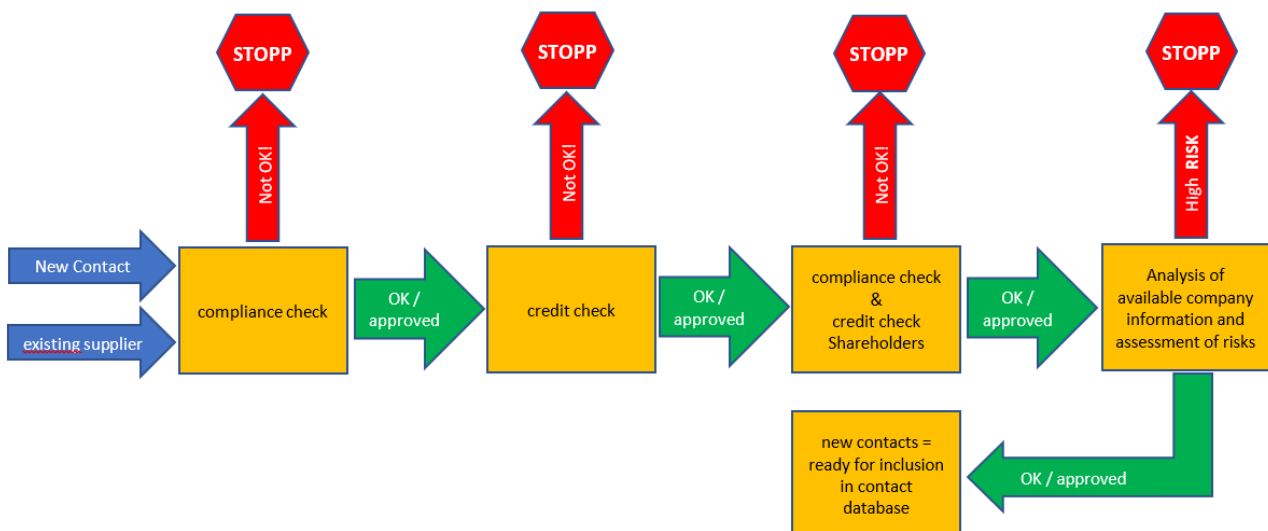 STOPP
STOPP
STOPP
STOPP
Not OK!
Not OK!
Not OK!
High RISK
New Contact
existing supplier
compliance check
OK /
approved
credit check
OK /
approved
compliance check
&
credit check
Shareholders
OK /
approved
Analysis of
available company
information and
assessment of risks
new contacts =
ready for inclusion
in contact
database
OK / approved